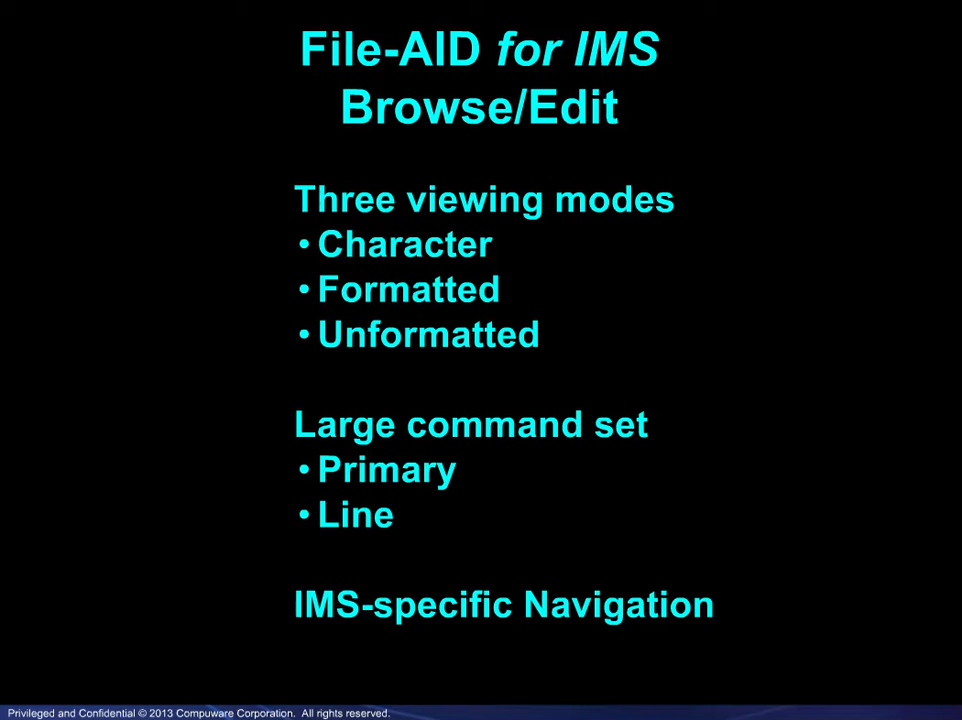 File-AID for IMS
Browse/Edit
Three viewing modes
• Character
• Formatted
• Unformatted
Large command set
• Primary
• Line
IMS-specific Navigation
Privileged and Confidential © 2013 Compuware Corporation. All rights reserved.